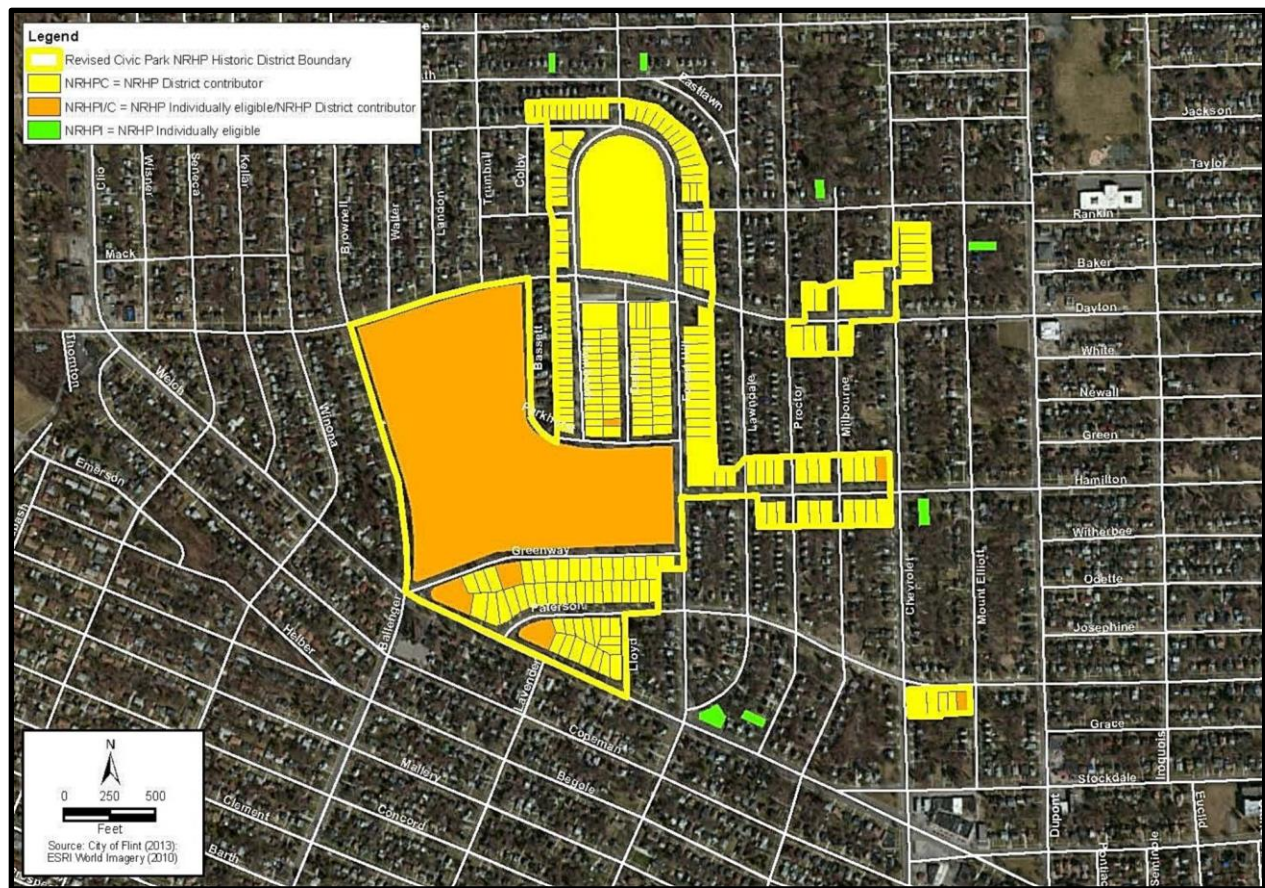 Legend
Revised Civic Park NRHP Historic District Boundary
NRHPC = NRHP District contributor
NRHPI/C = NRHP Individually eligible/NRHP District contributor
NRHPI = NRHP Individually eligible
Eastlawn
Jackson
Taylor
Rankin
Baker
Dayton
White
Newall
Green
Hamilton
Witherbee
Odette
Josephine
Grace
Stockdale
Clio
Wisner
Seneca
Kellar
Brownell
Waller
Landon
Trumbull
Colby
Mack
Thornton
Welch
Winona
Bassett
Lawndale
Proctor
Milbourne
Emerson
Greenway
Paterson
Ballenger
Helber
Lavender
Lloyd
Chevrolet
Mount Elliott
Copeman
Begole
Mallery
Concord
Clement
Barth
Dupont
Iroquois
Euclid
Seminole
N
0 250 500
Feet
Source: City of Flint (2013):
ESRI World Imagery (2010)